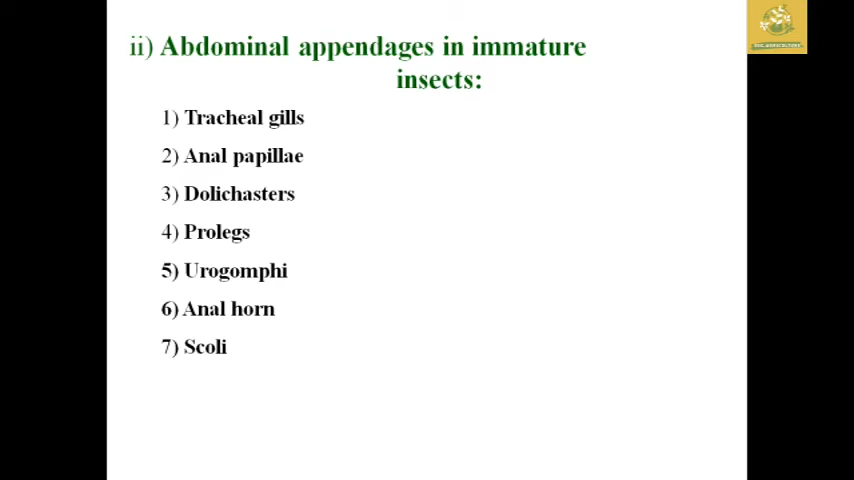 ii) Abdominal appendages in immature
insects:
1) Tracheal gills
2) Anal papillae
3) Dolichasters
4) Prolegs
5) Urogomphi
6) Anal horn
7) Scoli